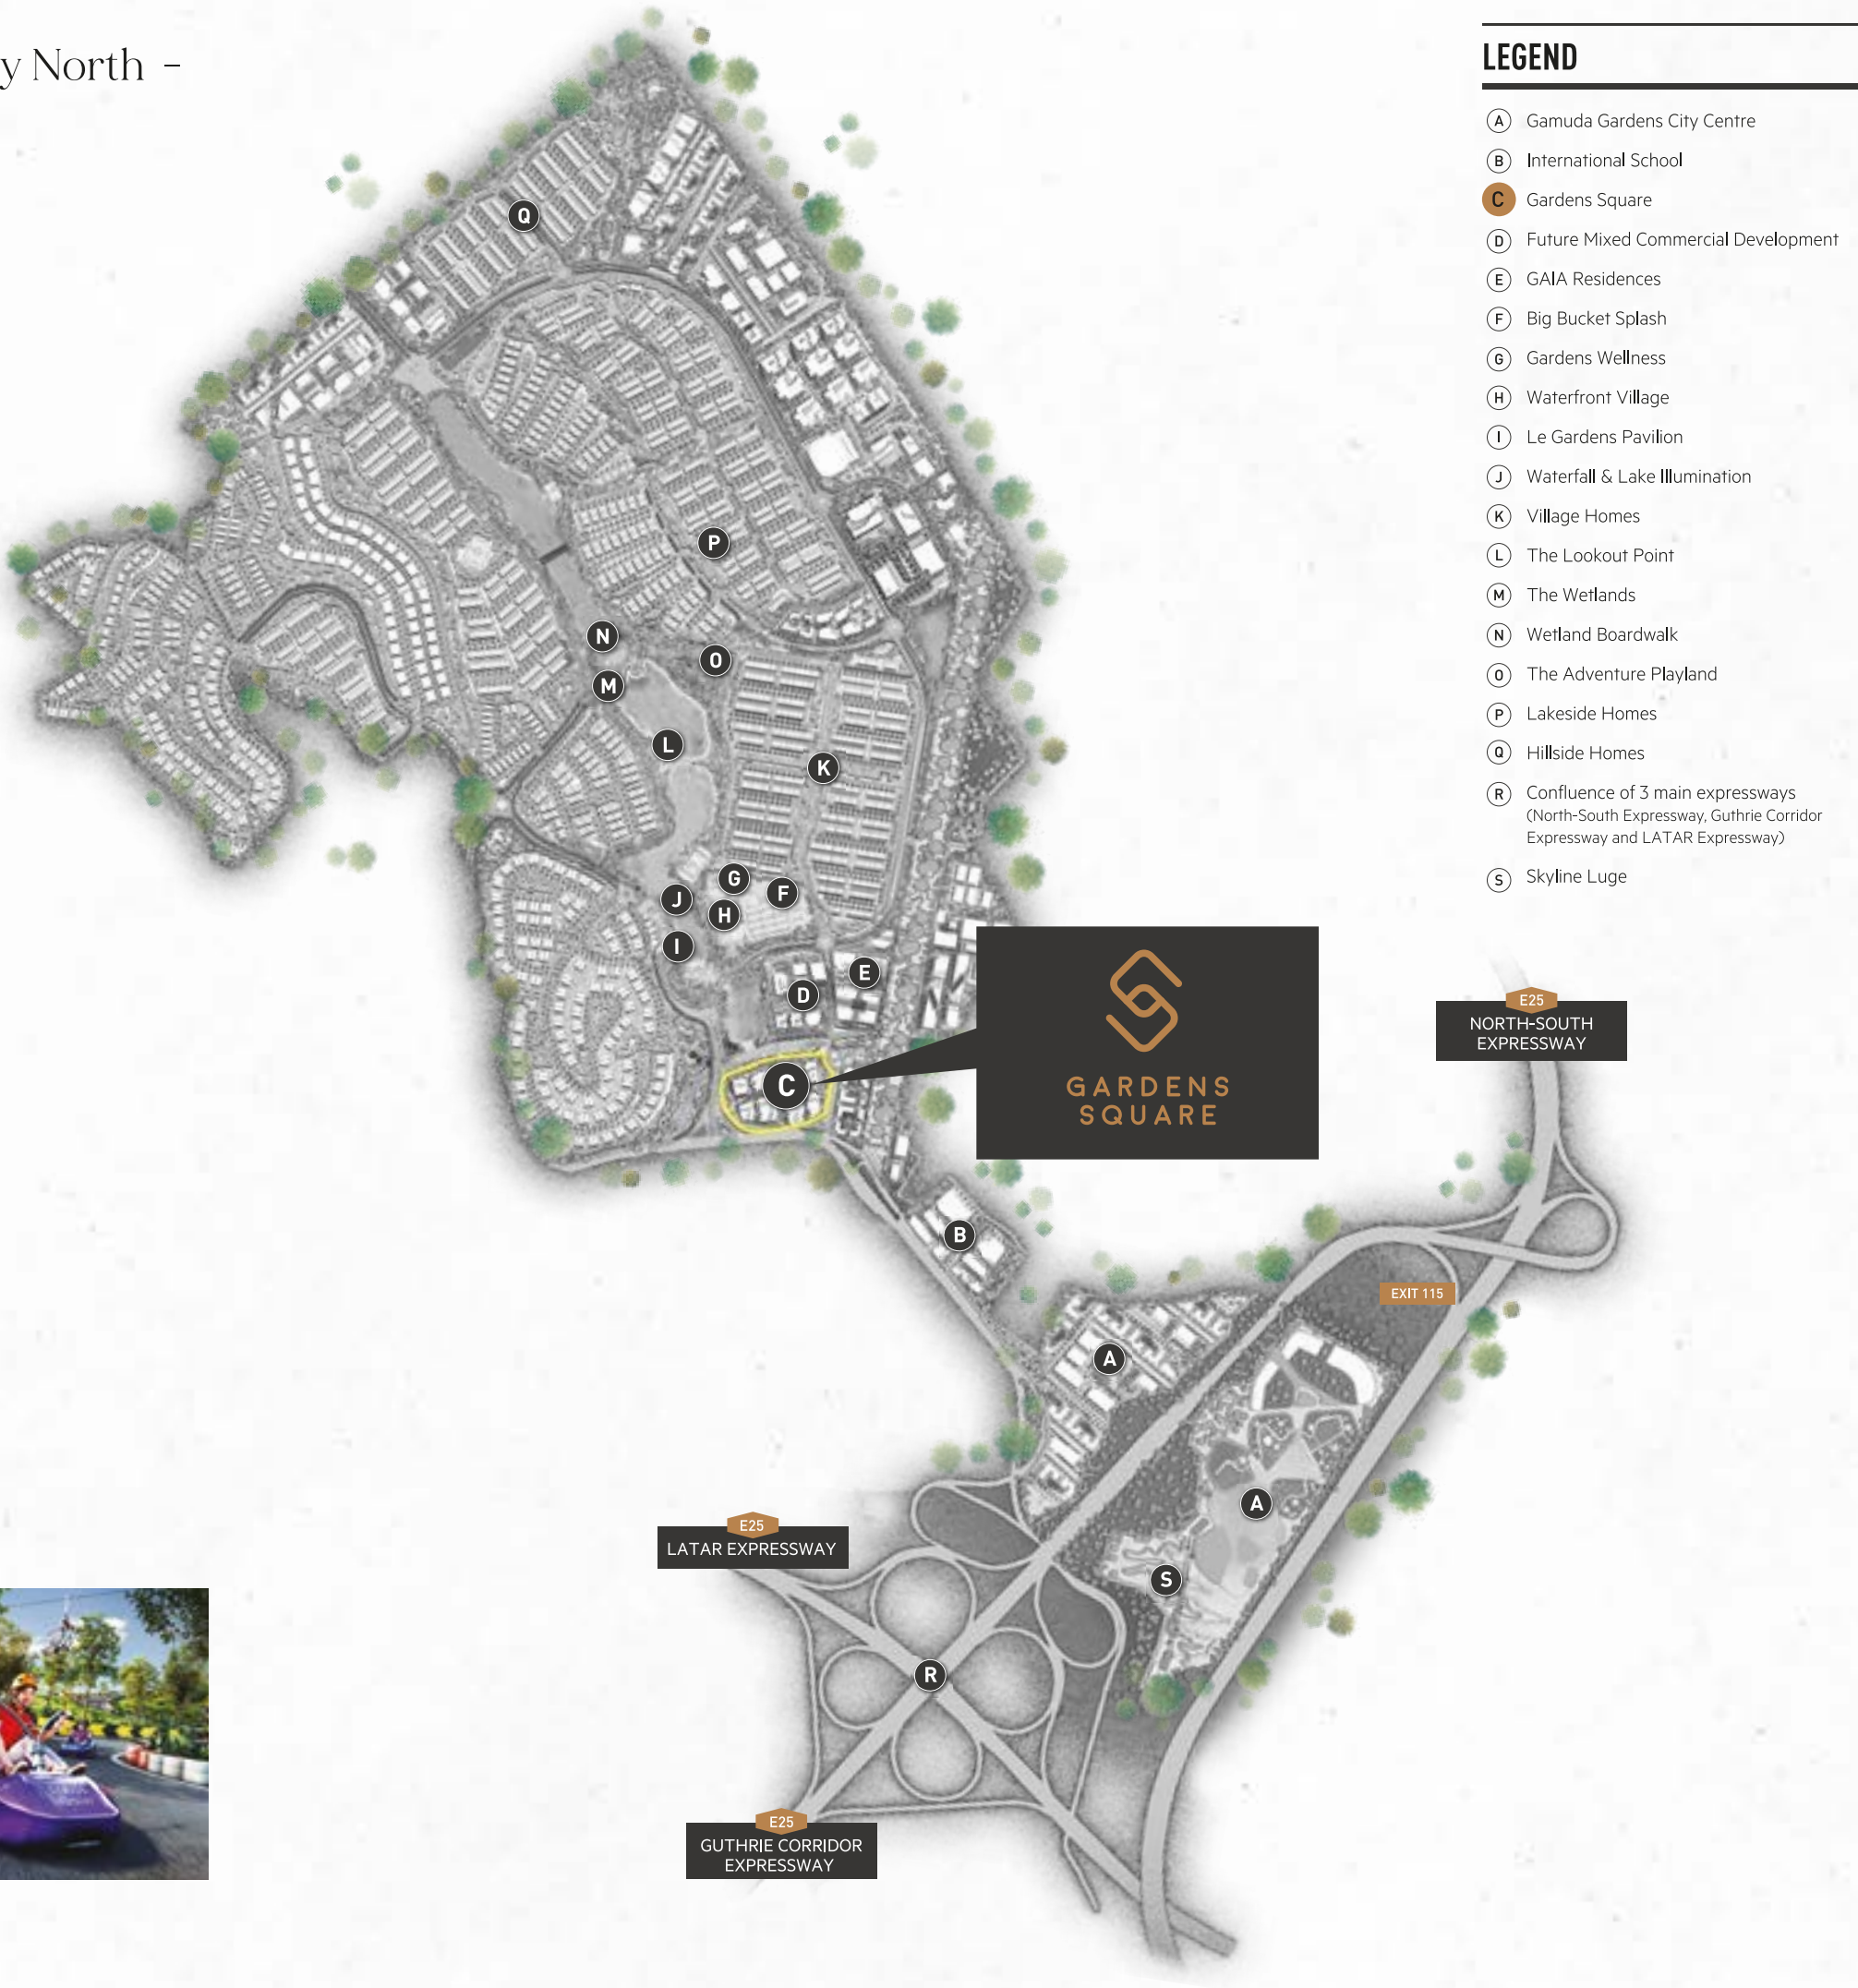 y North -
LEGEND
A Gamuda Gardens City Centre
B International School
C Gardens Square
D Future Mixed Commercial Development
E GAIA Residences
F Big Bucket Splash
G Gardens Wellness
H Waterfront Village
I Le Gardens Pavilion
J Waterfall & Lake Illumination
K Village Homes
L The Lookout Point
M The Wetlands
N Wetland Boardwalk
O The Adventure Playland
P Lakeside Homes
Q Hillside Homes
R Confluence of 3 main expressways
(North-South Expressway, Guthrie Corridor
Expressway and LATAR Expressway)
S Skyline Luge
Q
P
N
O
M
L
K
G
F
J
H
I
E
D
C
GARDENS
SQUARE
E25
NORTH-SOUTH
EXPRESSWAY
B
EXIT 115
A
A
E25
LATAR EXPRESSWAY
S
R
E25
GUTHRIE CORRIDOR
EXPRESSWAY